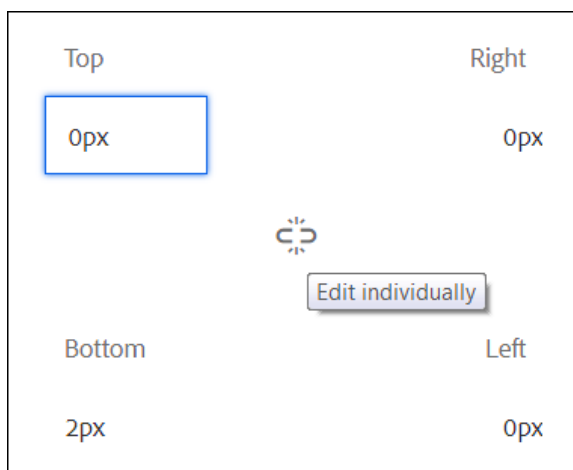 Top
Right
0px
0px
Edit individually
Bottom
Left
2px
0px